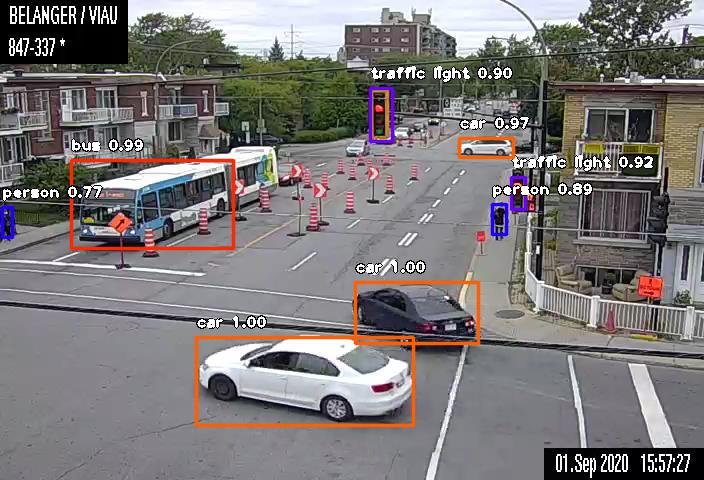 BELANGER / VIAU
847-337 *
traffic light 0.90
car 0.97
bus 0.99
traffic light 0.92
person 0.77
person 0.89
car 1.00
car 1.00
01.Sep 2020 15:57:27